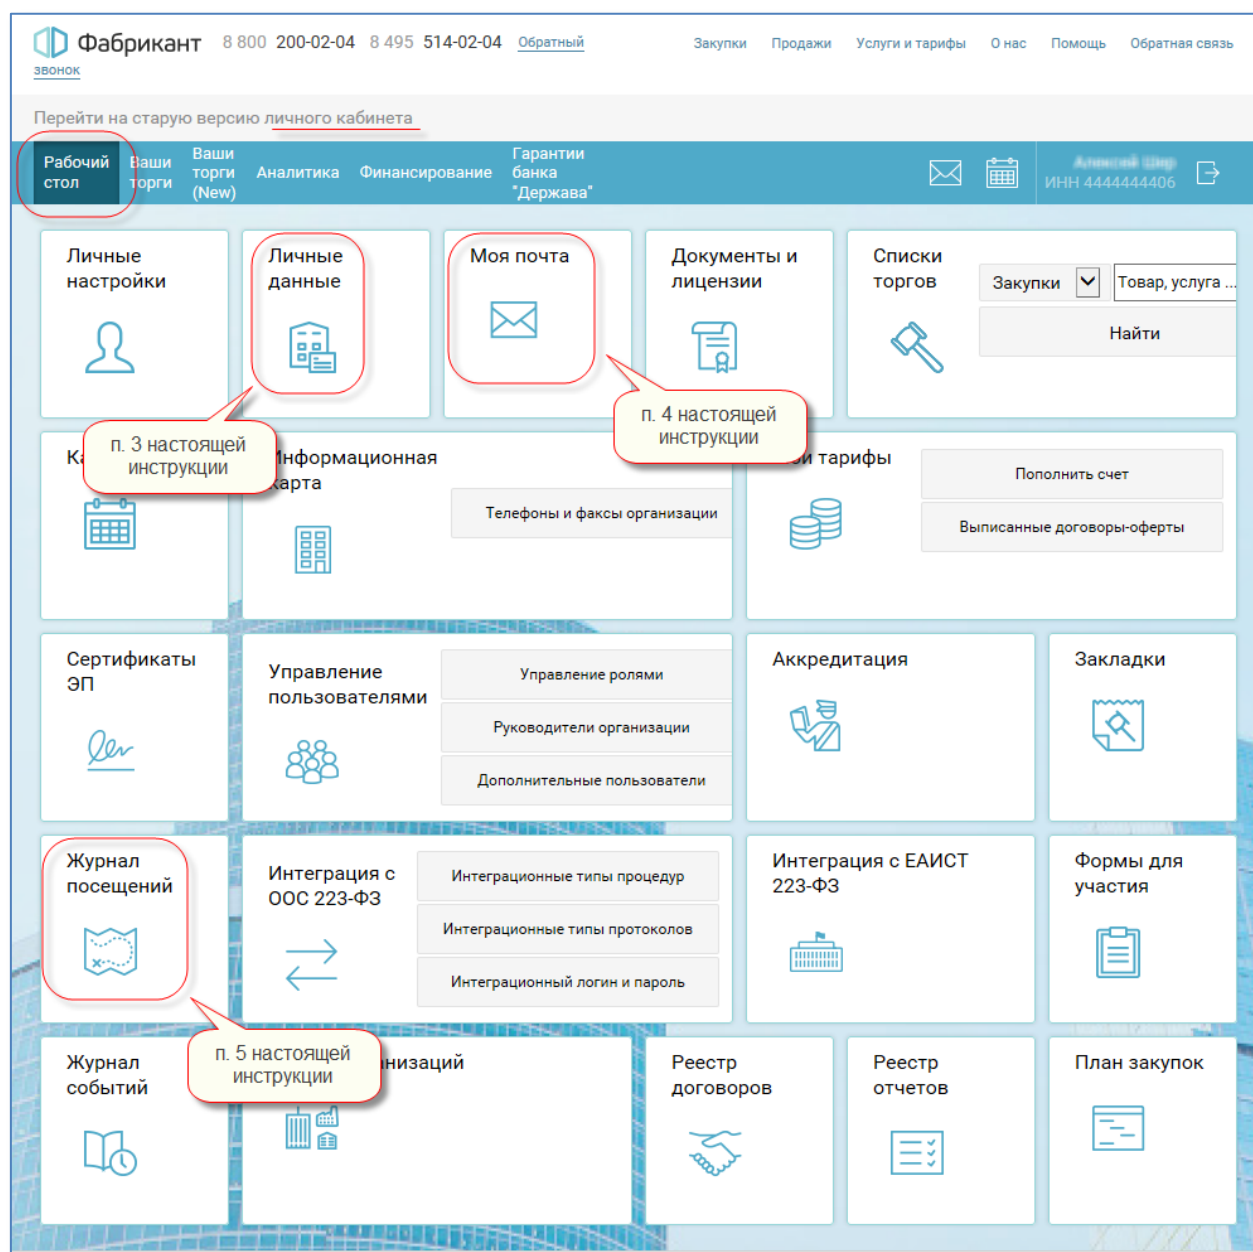 Фабрикант 8 800 200-02-04 8 495 514-02-04 Обратный
звонок
Закупки Продажи Услуги и тарифы О нас Помощь Обратная связь
Перейти на старую версию личного кабинета
Рабочий
стол
Ваши
торги
Ваши
торги
(New)
Аналитика
Финансирование
Гарантии
банка
"Держава"
ИНН 4444444406
Личные
настройки
Личные
данные
Моя почта
Документы и
лицензии
Списки
торгов
Закупки
Товар, услуга ...
Найти
п. 3 настоящей
инструкции
п. 4 настоящей
инструкции
Информационная
карта
Телефоны и факсы организации
тарифы
Пополнить счет
Выписанные договоры-оферты
Сертификаты
ЭП
Управление
пользователями
Управление ролями
Руководители организации
Дополнительные пользователи
Аккредитация
Закладки
Журнал
посещений
Интеграция с
ООС 223-ФЗ
Интеграционные типы процедур
Интеграционные типы протоколов
Интеграционный логин и пароль
Интеграция с ЕАИСТ
223-ФЗ
Формы для
участия
п. 5 настоящей
инструкции
Журнал
событий
Реестр
договоров
Реестр
отчетов
План закупок